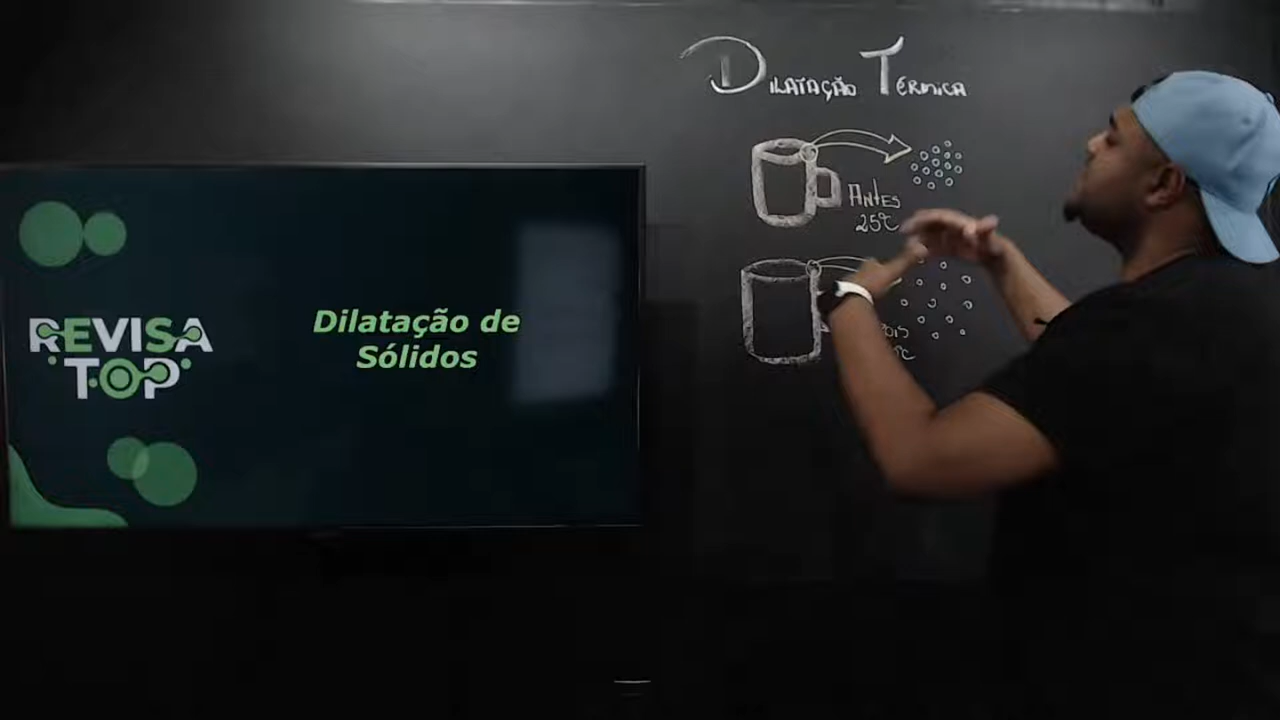 Dilatação Térmica
Antes
25℃
REVISA
TOP
Dilatação de
Sólidos